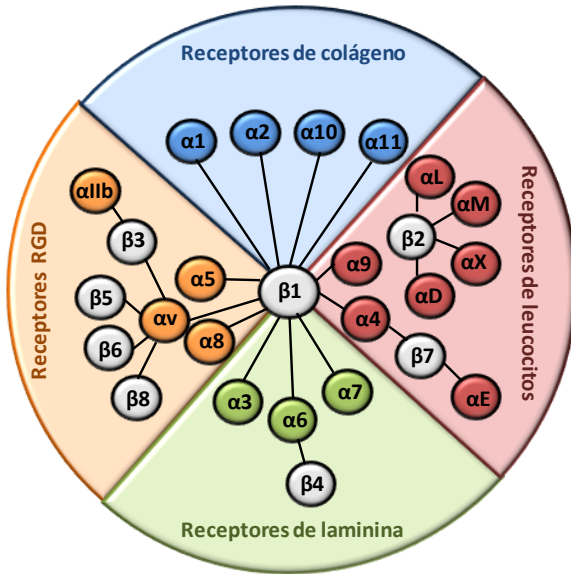 Receptores de colágeno
α1
α2
α10
α11
Receptores de leucocitos
αL
αM
β2
αX
αD
α9
α4
β7
αE
Receptores RGD
αIIb
β3
β5
αv
α5
β6
α8
β8
β1
α3
α6
α7
β4
Receptores de laminina